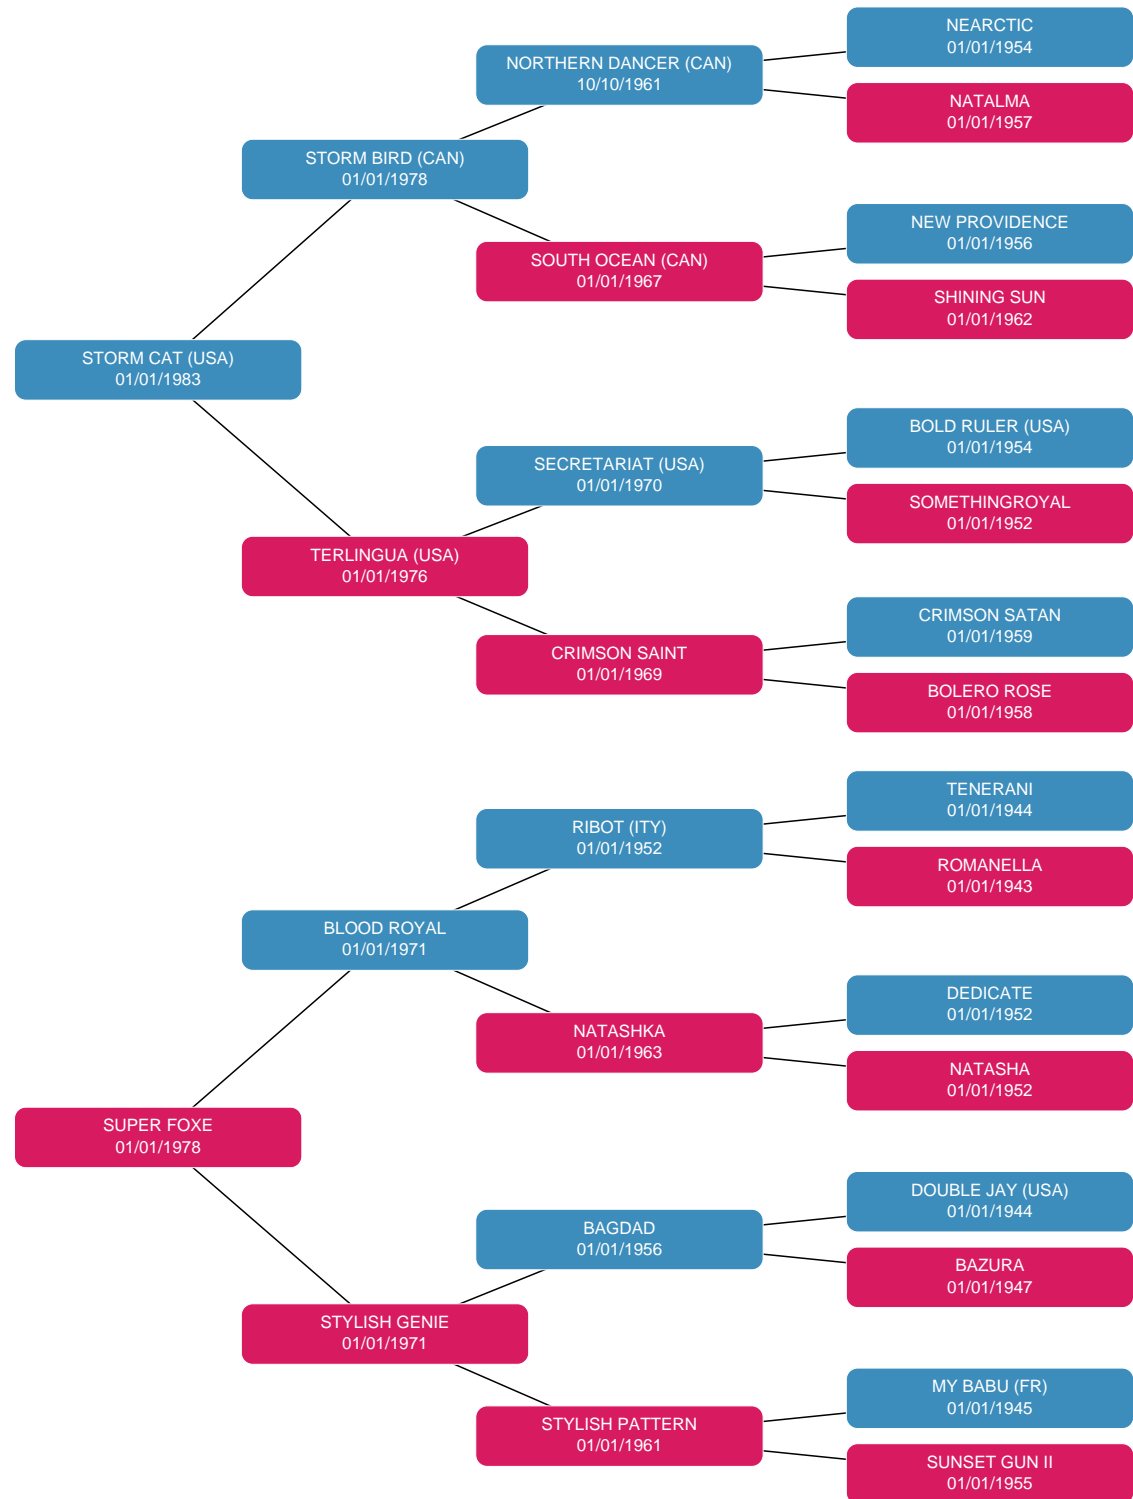 NEARCTIC
01/01/1954
NORTHERN DANCER (CAN)
10/10/1961
NATALMA
01/01/1957
STORM BIRD (CAN)
01/01/1978
NEW PROVIDENCE
01/01/1956
SOUTH OCEAN (CAN)
01/01/1967
SHINING SUN
01/01/1962
STORM CAT (USA)
01/01/1983
BOLD RULER (USA)
01/01/1954
SECRETARIAT (USA)
01/01/1970
SOMETHINGROYAL
01/01/1952
TERLINGUA (USA)
01/01/1976
CRIMSON SATAN
01/01/1959
CRIMSON SAINT
01/01/1969
BOLERO ROSE
01/01/1958
TENERANI
01/01/1944
RIBOT (ITY)
01/01/1952
ROMANELLA
01/01/1943
BLOOD ROYAL
01/01/1971
DEDICATE
01/01/1952
NATASHKA
01/01/1963
NATASHA
01/01/1952
SUPER FOXE
01/01/1978
DOUBLE JAY (USA)
01/01/1944
BAGDAD
01/01/1956
BAZURA
01/01/1947
STYLISH GENIE
01/01/1971
MY BABU (FR)
01/01/1945
STYLISH PATTERN
01/01/1961
SUNSET GUN II
01/01/1955